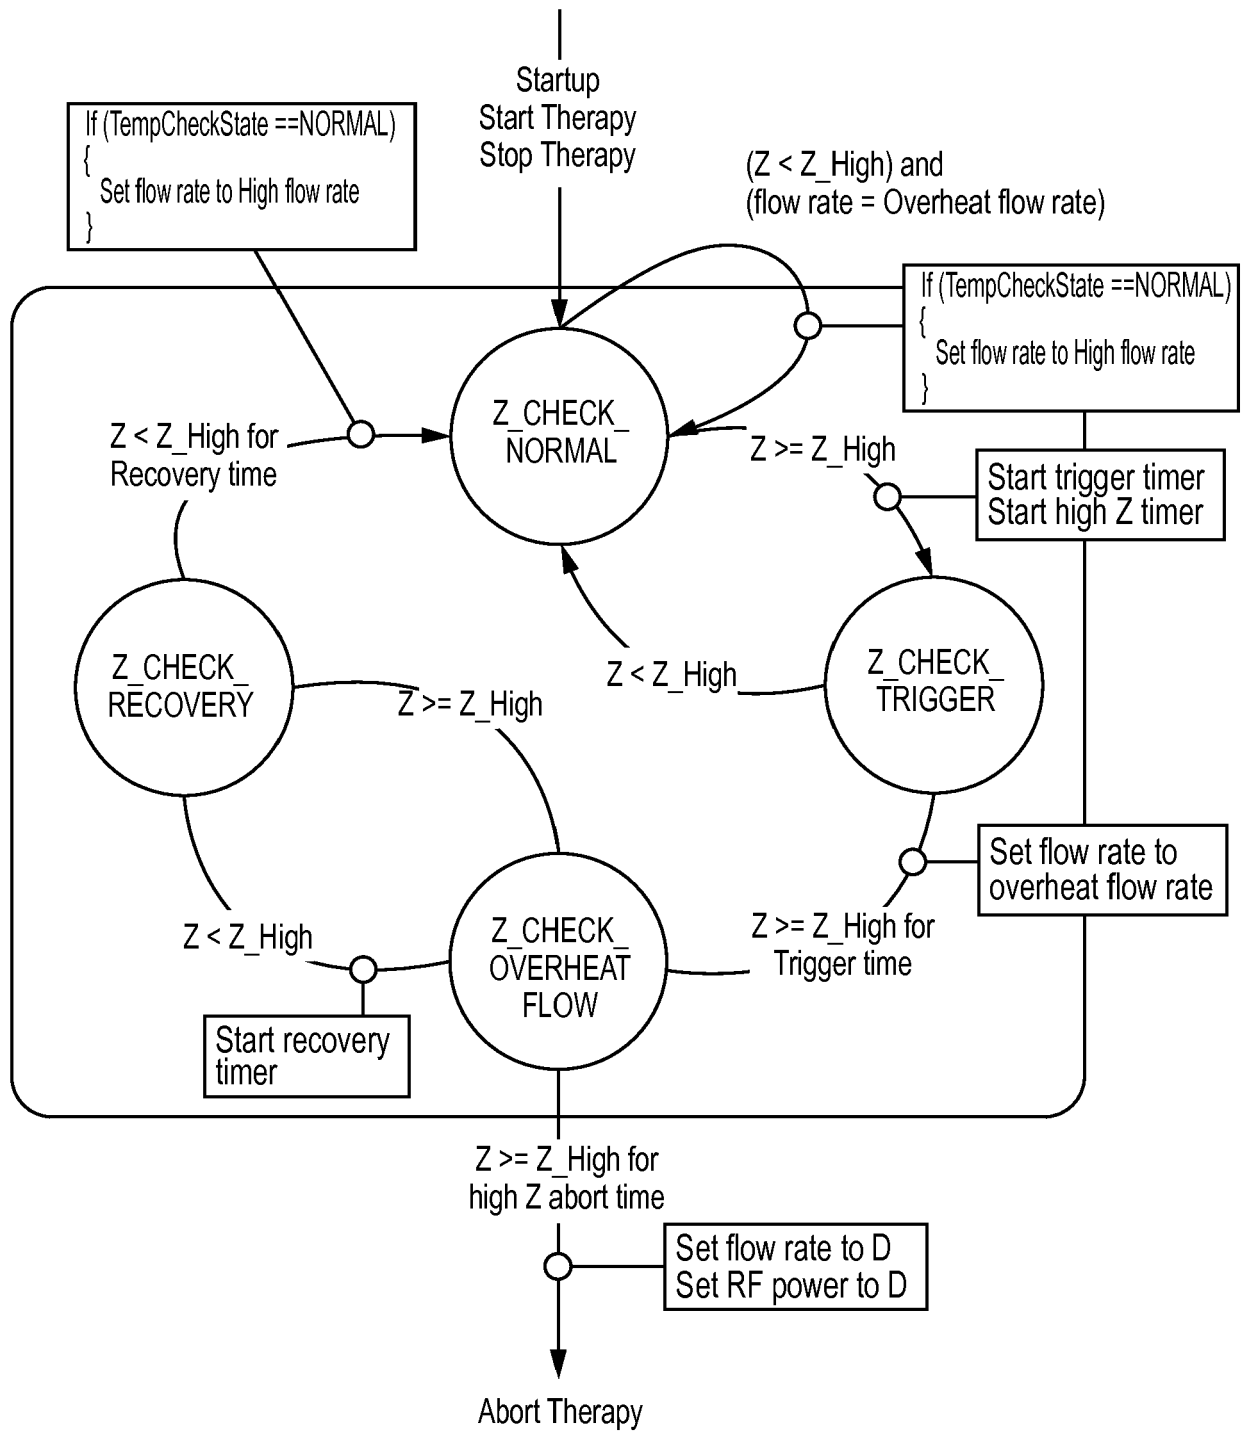 Startup
Start Therapy
Stop Therapy
If (TempCheckState ==NORMAL)
{
Set flow rate to High flow rate
}
(Z < Z_High) and
(flow rate = Overheat flow rate)
If (TempCheckState ==NORMAL)
{
Set flow rate to High flow rate
}
Z_CHECK_
NORMAL
Z < Z_High for
Recovery time
Z >= Z_High
Start trigger timer
Start high Z timer
Z_CHECK_
RECOVERY
Z < Z_High
Z_CHECK_
TRIGGER
Z >= Z_High
Set flow rate to
overheat flow rate
Z < Z_High
Z_CHECK_
OVERHEAT
FLOW
Z >= Z_High for
Trigger time
Start recovery
timer
Z >= Z_High for
high Z abort time
Set flow rate to D
Set RF power to D
Abort Therapy